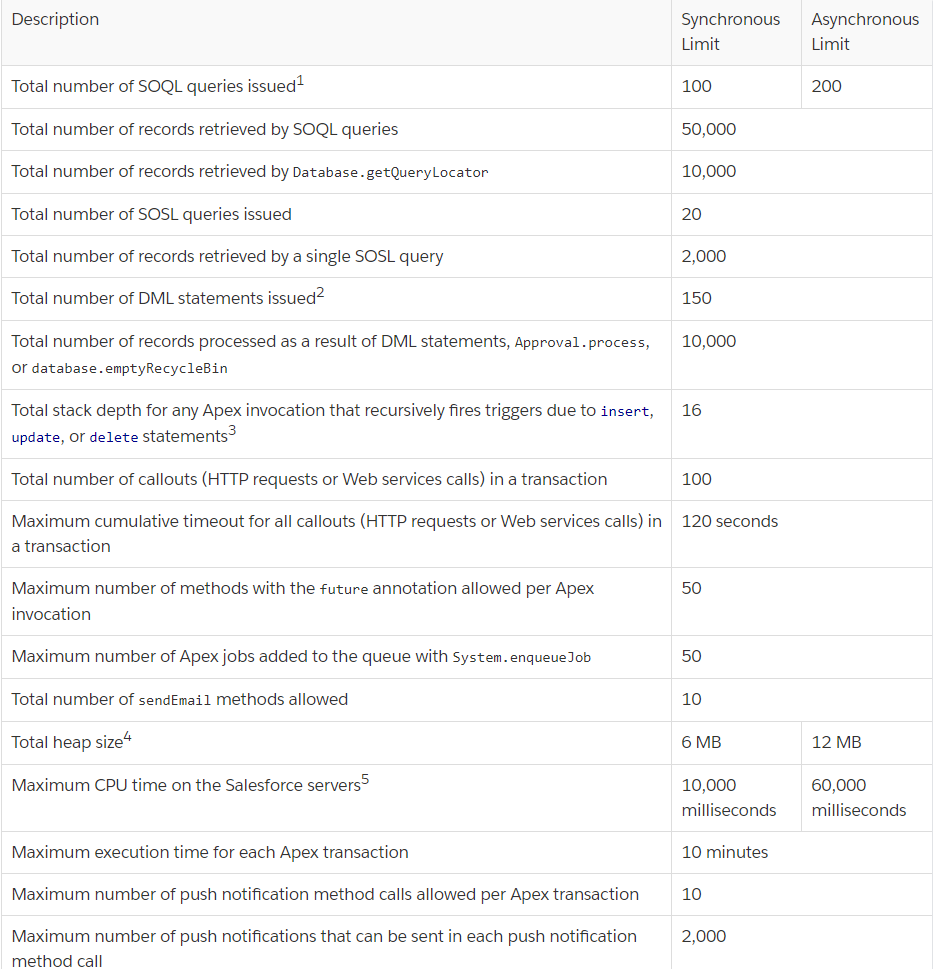 Description
Synchronous Limit
Asynchronous Limit
Total number of SOQL queries issued1
100
200
Total number of records retrieved by SOQL queries
50,000
Total number of records retrieved by Database.getQueryLocator
10,000
Total number of SOSL queries issued
20
Total number of records retrieved by a single SOSL query
2,000
Total number of DML statements issued2
150
Total number of records processed as a result of DML statements, Approval.process,
or database.emptyRecycleBin
10,000
Total stack depth for any Apex invocation that recursively fires triggers due to insert,
update, or delete statements3
16
Total number of callouts (HTTP requests or Web services calls) in a transaction
100
Maximum cumulative timeout for all callouts (HTTP requests or Web services calls) in
a transaction
120 seconds
Maximum number of methods with the future annotation allowed per Apex
invocation
50
Maximum number of Apex jobs added to the queue with System.enqueueJob
50
Total number of sendEmail methods allowed
10
Total heap size4
6 MB
12 MB
Maximum CPU time on the Salesforce servers5
10,000
milliseconds
60,000
milliseconds
Maximum execution time for each Apex transaction
10 minutes
Maximum number of push notification method calls allowed per Apex transaction
10
Maximum number of push notifications that can be sent in each push notification
method call
2,000